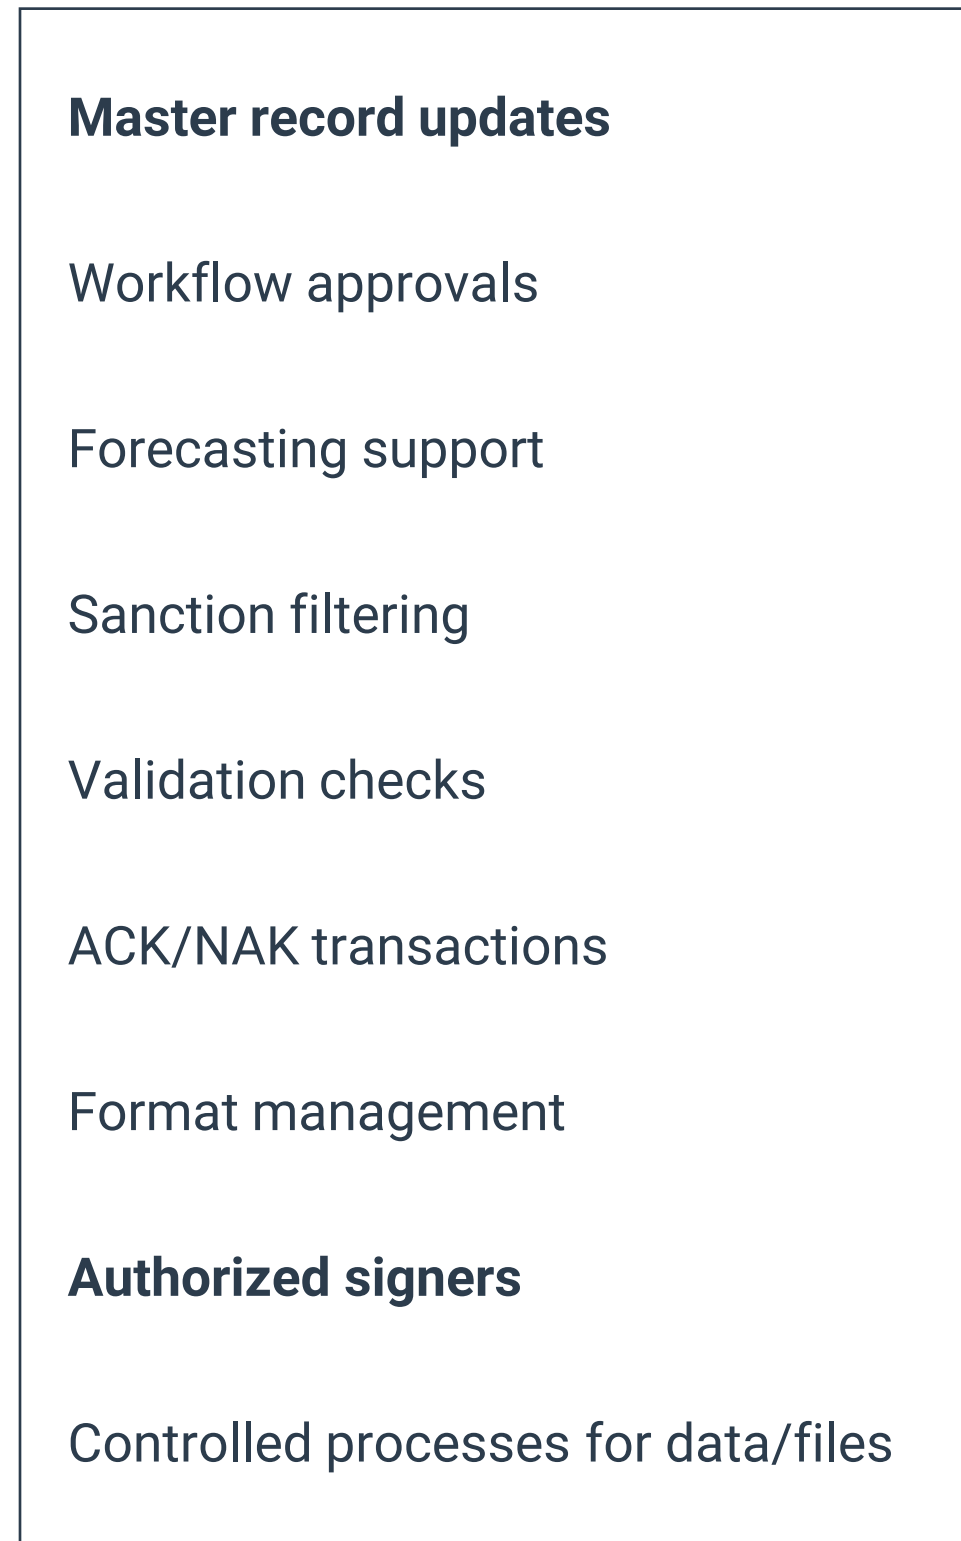 Master record updates
Workflow approvals
Forecasting support
Sanction filtering
Validation checks
ACK/NAK transactions
Format management
Authorized signers
Controlled processes for data/files